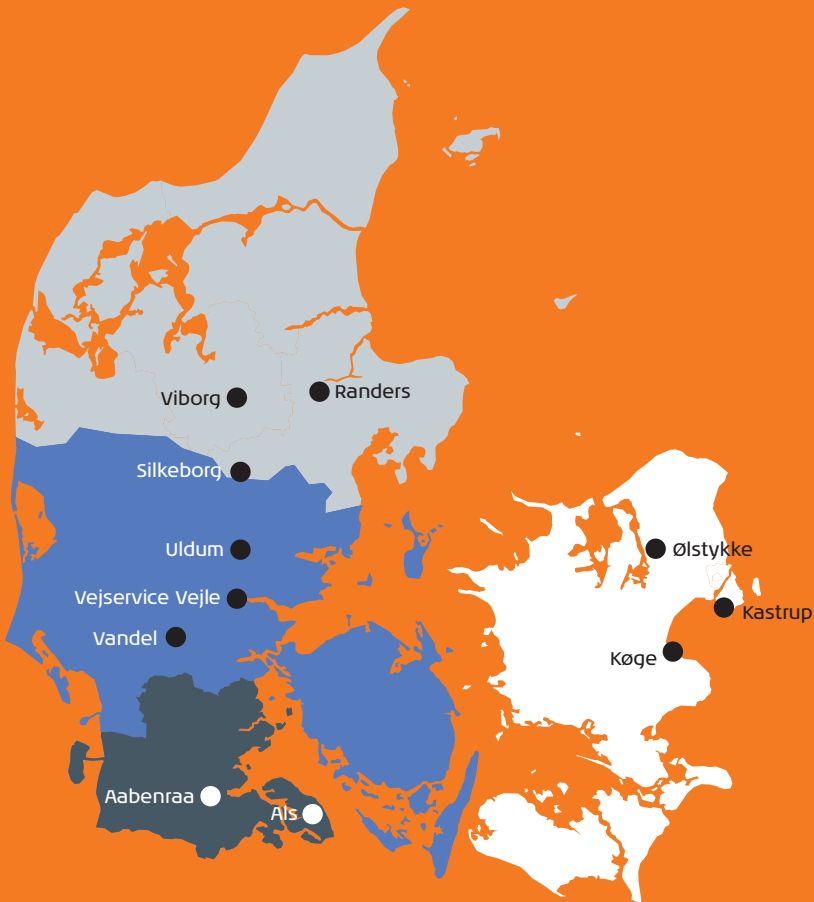 Viborg
Randers
Silkeborg
Uldum
Ølstykke
Vejservice Vejle
Kastrup
Vandel
Køge
Aabenraa
Als